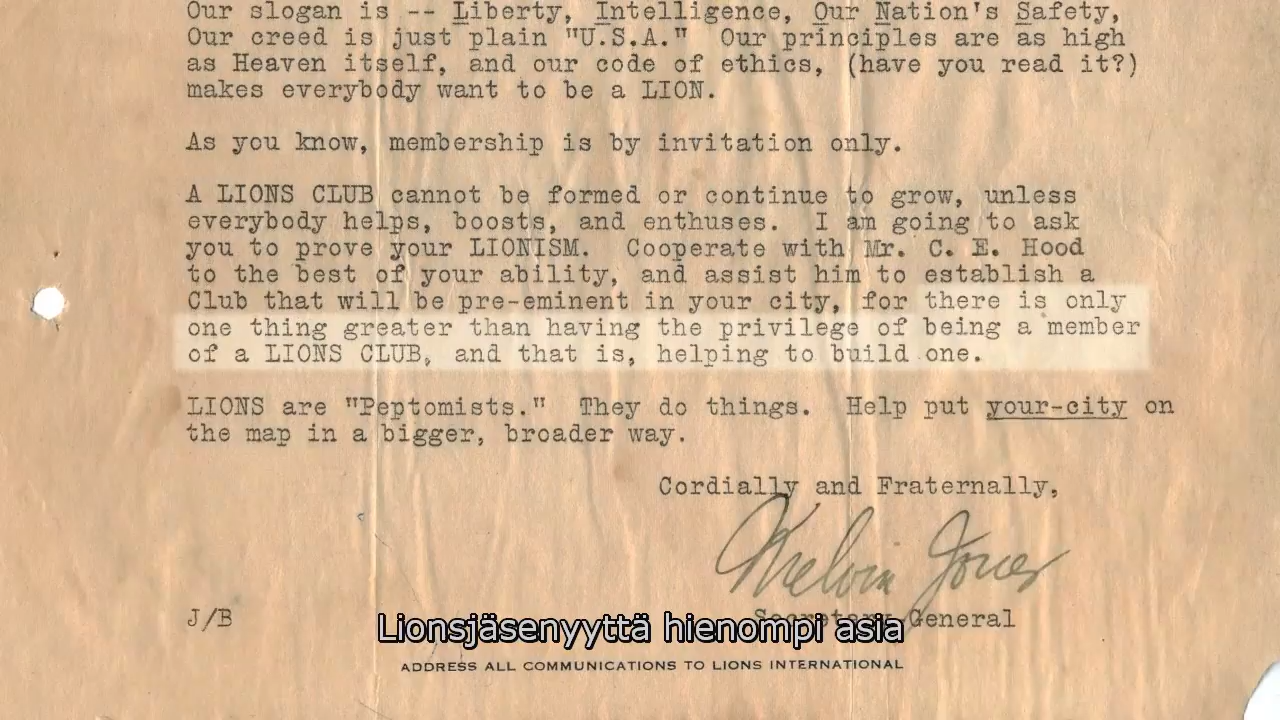 Our slogan is -- Liberty, Intelligence, Our Nation's Safety,
Our creed is just plain "U.S.A." Our principles are as high
as Heaven itself, and our code of ethics, (have you read it?)
makes everybody want to be a LION.
As you know, membership is by invitation only.
A LIONS CLUB cannot be formed or continue to grow, unless
everybody helps, boosts, and enthuses. I am going to ask
you to prove your LIONISM. Cooperate with Mr. C. E. Hood
to the best of your ability, and assist him to establish a
Club that will be pre-eminent in your city, for there is only
one thing greater than having the privilege of being a member
of a LIONS CLUB, and that is, helping to build one.
LIONS are "Peptomists." They do things. Help put your-city on
the map in a bigger, broader way.
Cordially and Fraternally,
Melvin Jones
Secretary General
J/B
Lionsjäsenyyttä hienompi asia
ADDRESS ALL COMMUNICATIONS TO LIONS INTERNATIONAL